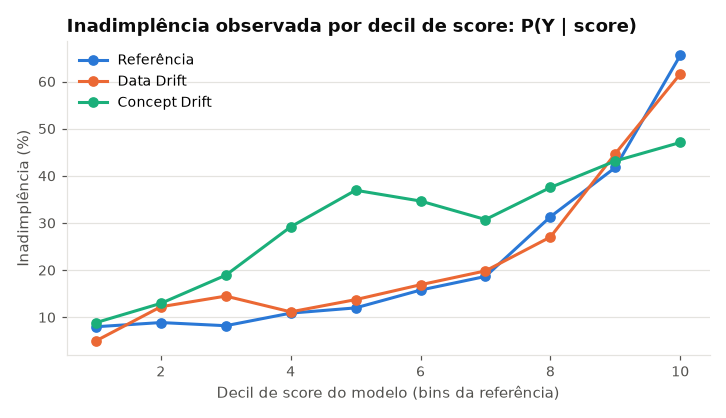 Inadimplência observada por decil de score: P(Y | score)
Referência
Data Drift
Concept Drift
Inadimplência (%)
60
50
40
30
20
10
2 4 6 8 10
Decil de score do modelo (bins da referência)